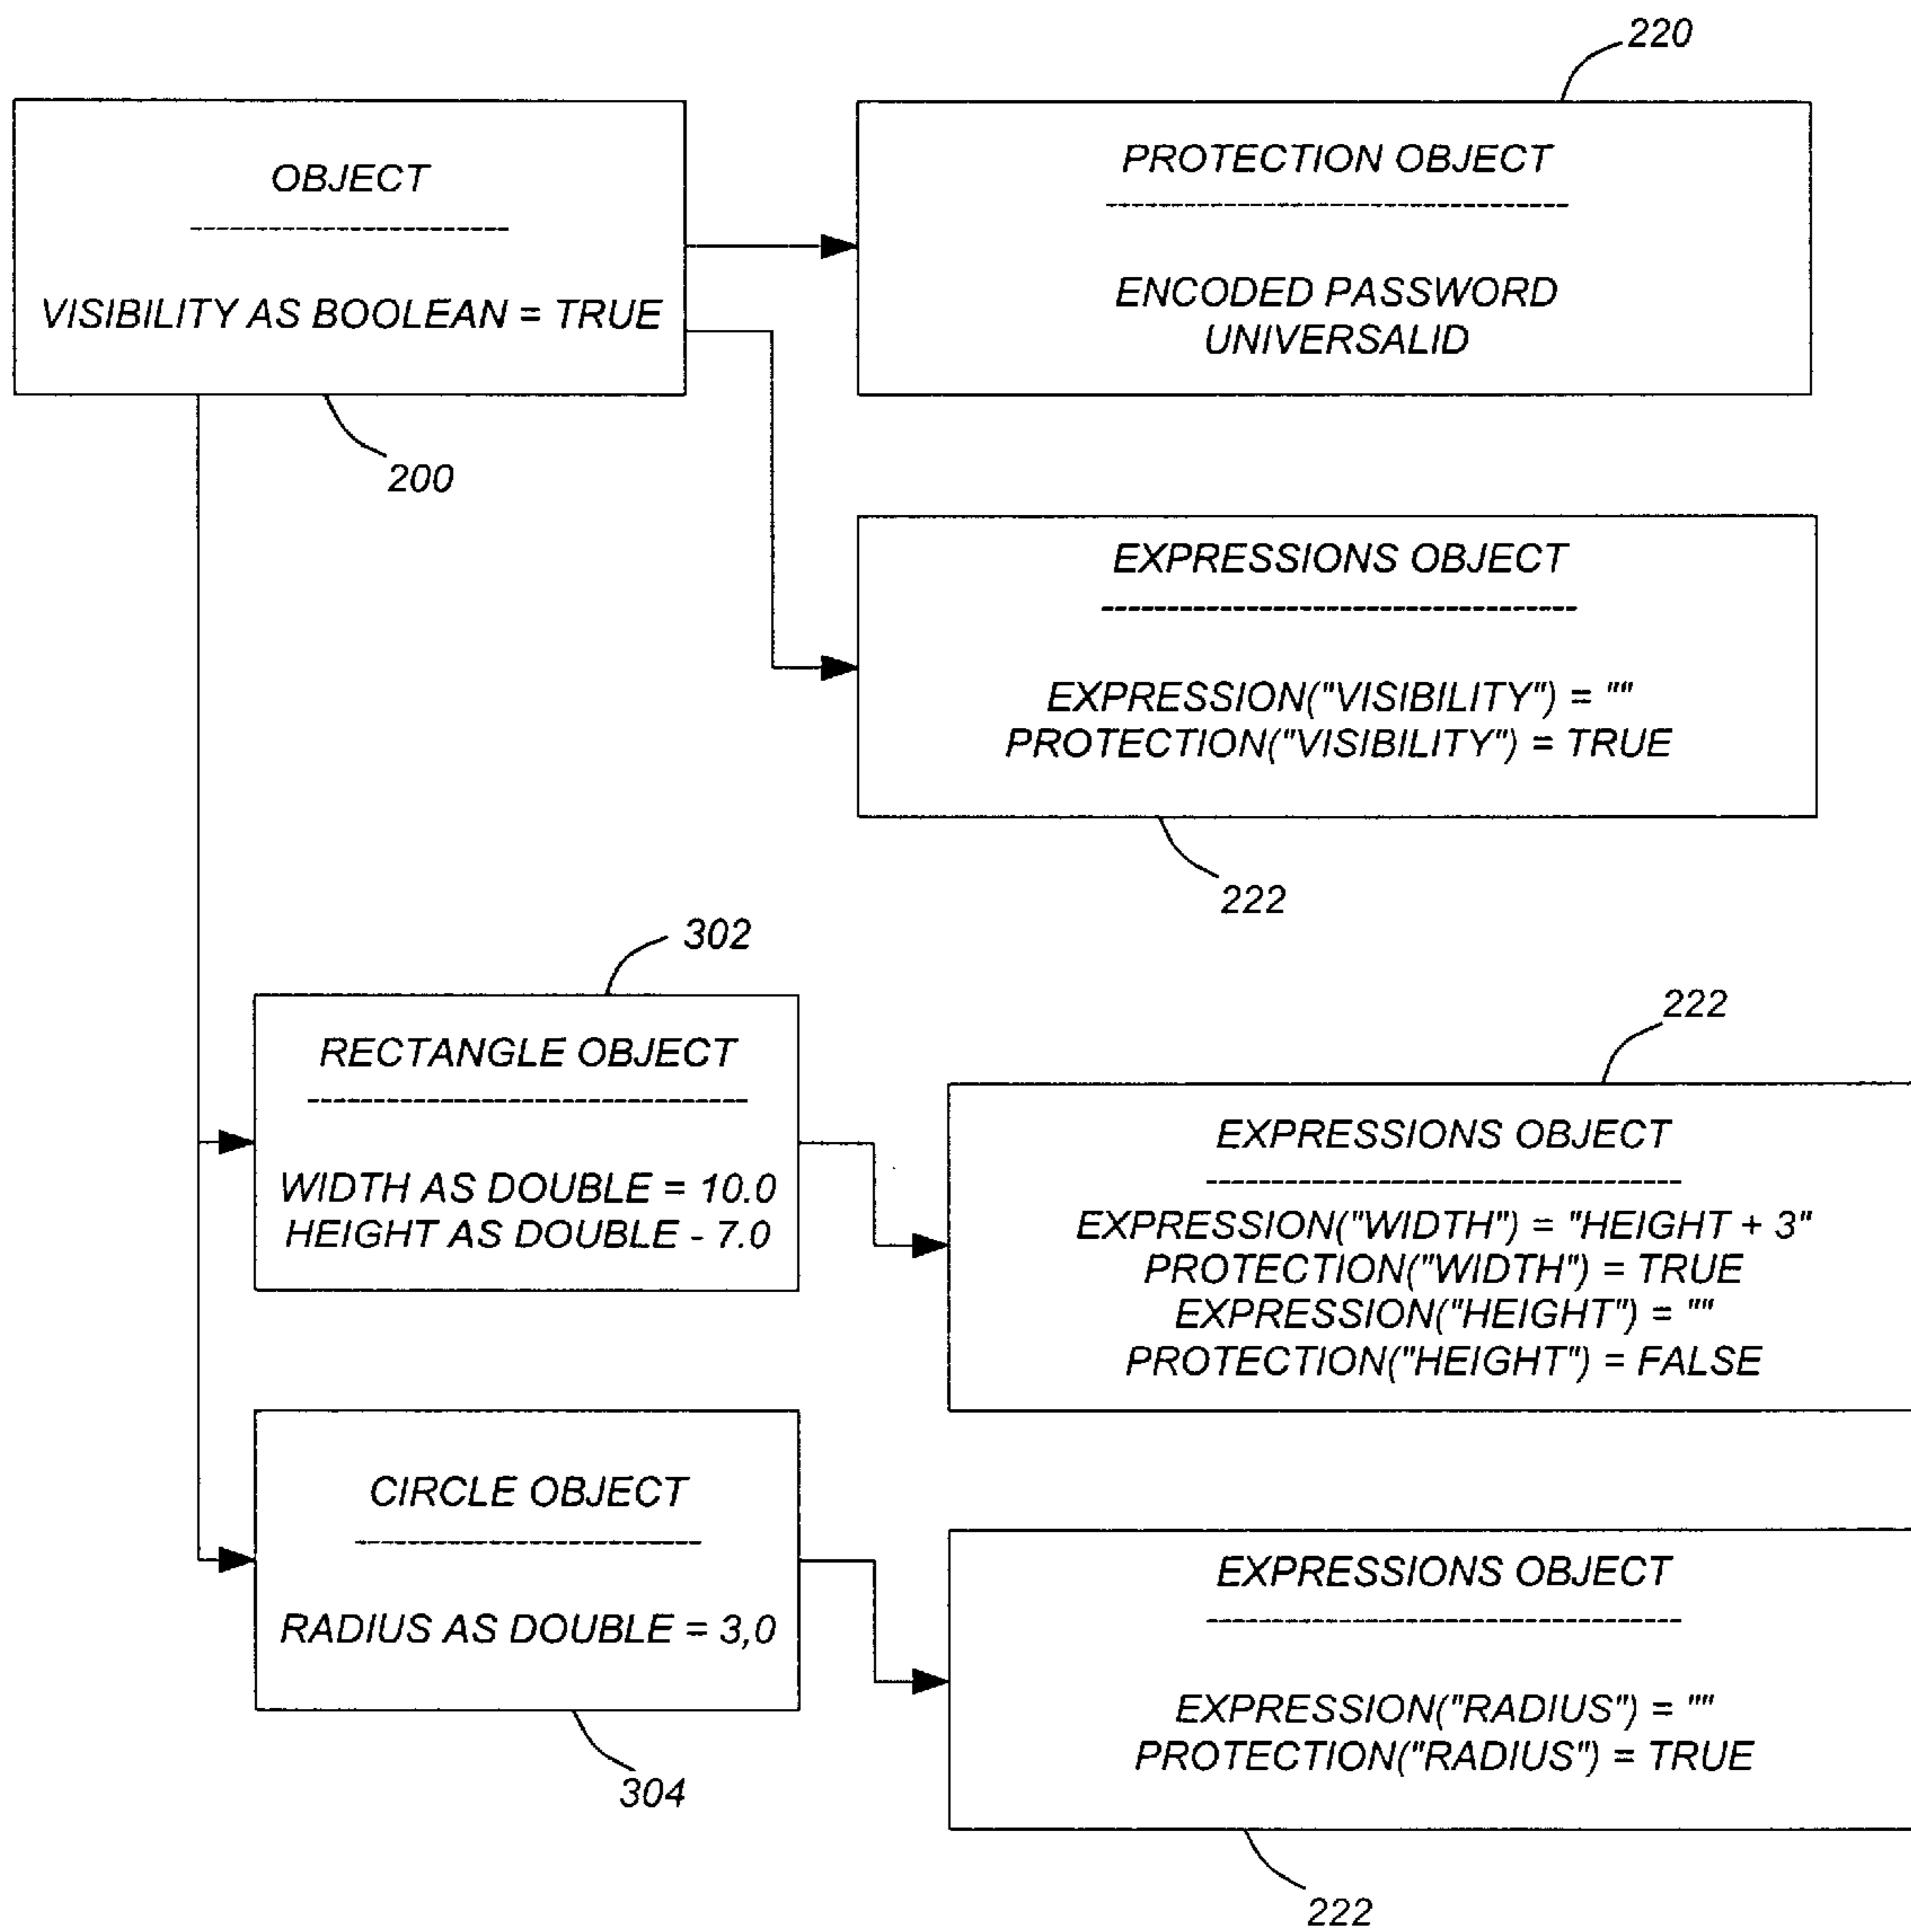 220
OBJECT
VISIBILITY AS BOOLEAN = TRUE
200
PROTECTION OBJECT
ENCODED PASSWORD
UNIVERSALID
EXPRESSIONS OBJECT
EXPRESSION("VISIBILITY") = ""
PROTECTION("VISIBILITY") = TRUE
222
302
RECTANGLE OBJECT
WIDTH AS DOUBLE = 10.0
HEIGHT AS DOUBLE - 7.0
222
EXPRESSIONS OBJECT
EXPRESSION("WIDTH") = "HEIGHT + 3"
PROTECTION("WIDTH") = TRUE
EXPRESSION("HEIGHT") = ""
PROTECTION("HEIGHT") = FALSE
CIRCLE OBJECT
RADIUS AS DOUBLE = 3,0
304
EXPRESSIONS OBJECT
EXPRESSION("RADIUS") = ""
PROTECTION("RADIUS") = TRUE
222